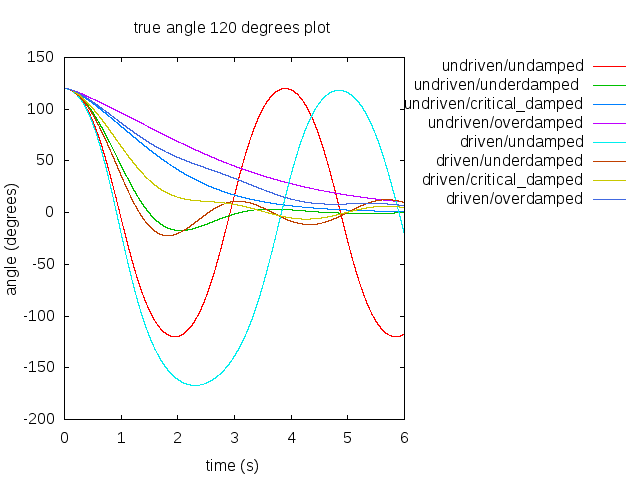 true angle 120 degrees plot
150
100
50
0
-50
-100
-150
-200
0 1 2 3 4 5 6
angle (degrees)
time (s)
undriven/undamped
undriven/underdamped
undriven/critical_damped
undriven/overdamped
driven/undamped
driven/underdamped
driven/critical_damped
driven/overdamped